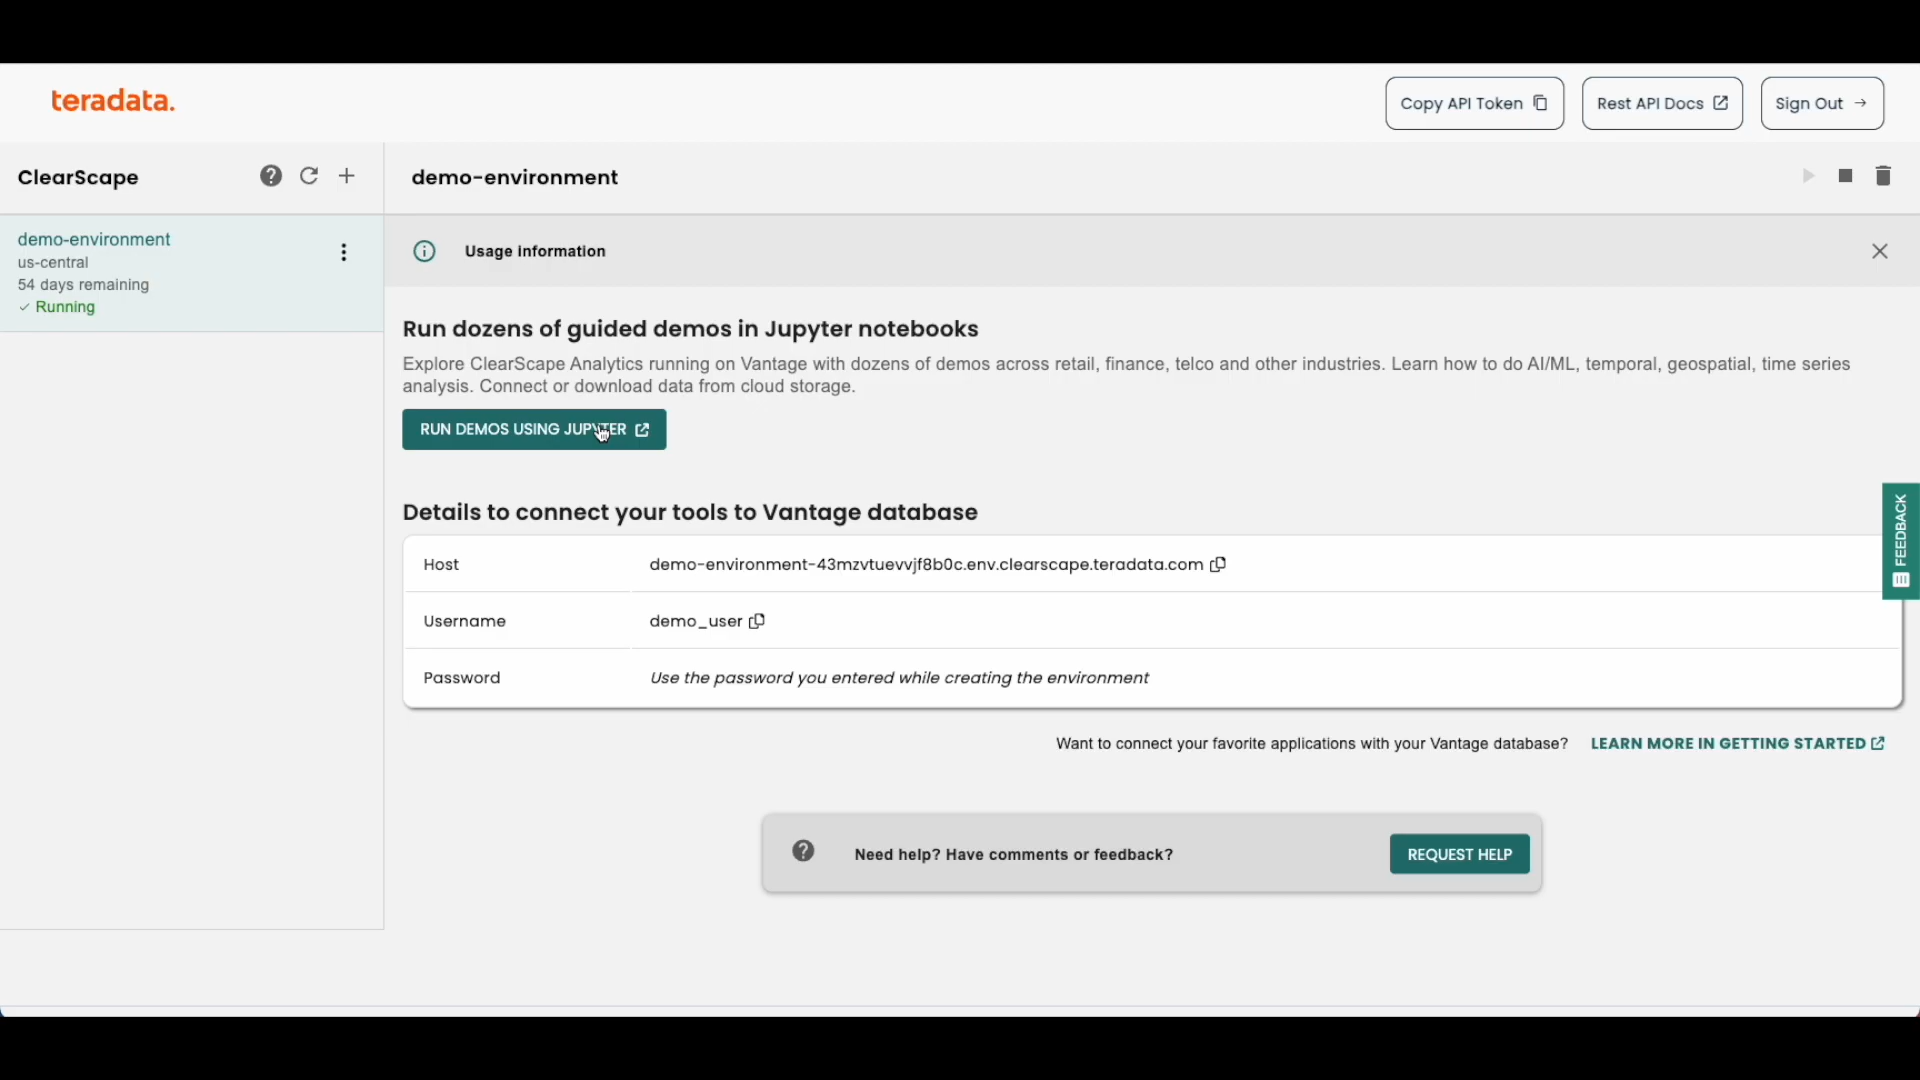 teradata.
Copy API Token
Rest API Docs
Sign Out
ClearScape
demo-environment
demo-environment
us-central
54 days remaining
Running
Usage information
Run dozens of guided demos in Jupyter notebooks
Explore ClearScape Analytics running on Vantage with dozens of demos across retail, finance, telco and other industries. Learn how to do AI/ML, temporal, geospatial, time series
analysis. Connect or download data from cloud storage.
RUN DEMOS USING JUPYTER
Details to connect your tools to Vantage database
Host demo-environment-43mzvtuevvjf8b0c.env.clearscape.teradata.com
Username demo_user
Password Use the password you entered while creating the environment
FEEDBACK
Want to connect your favorite applications with your Vantage database? LEARN MORE IN GETTING STARTED
Need help? Have comments or feedback?
REQUEST HELP